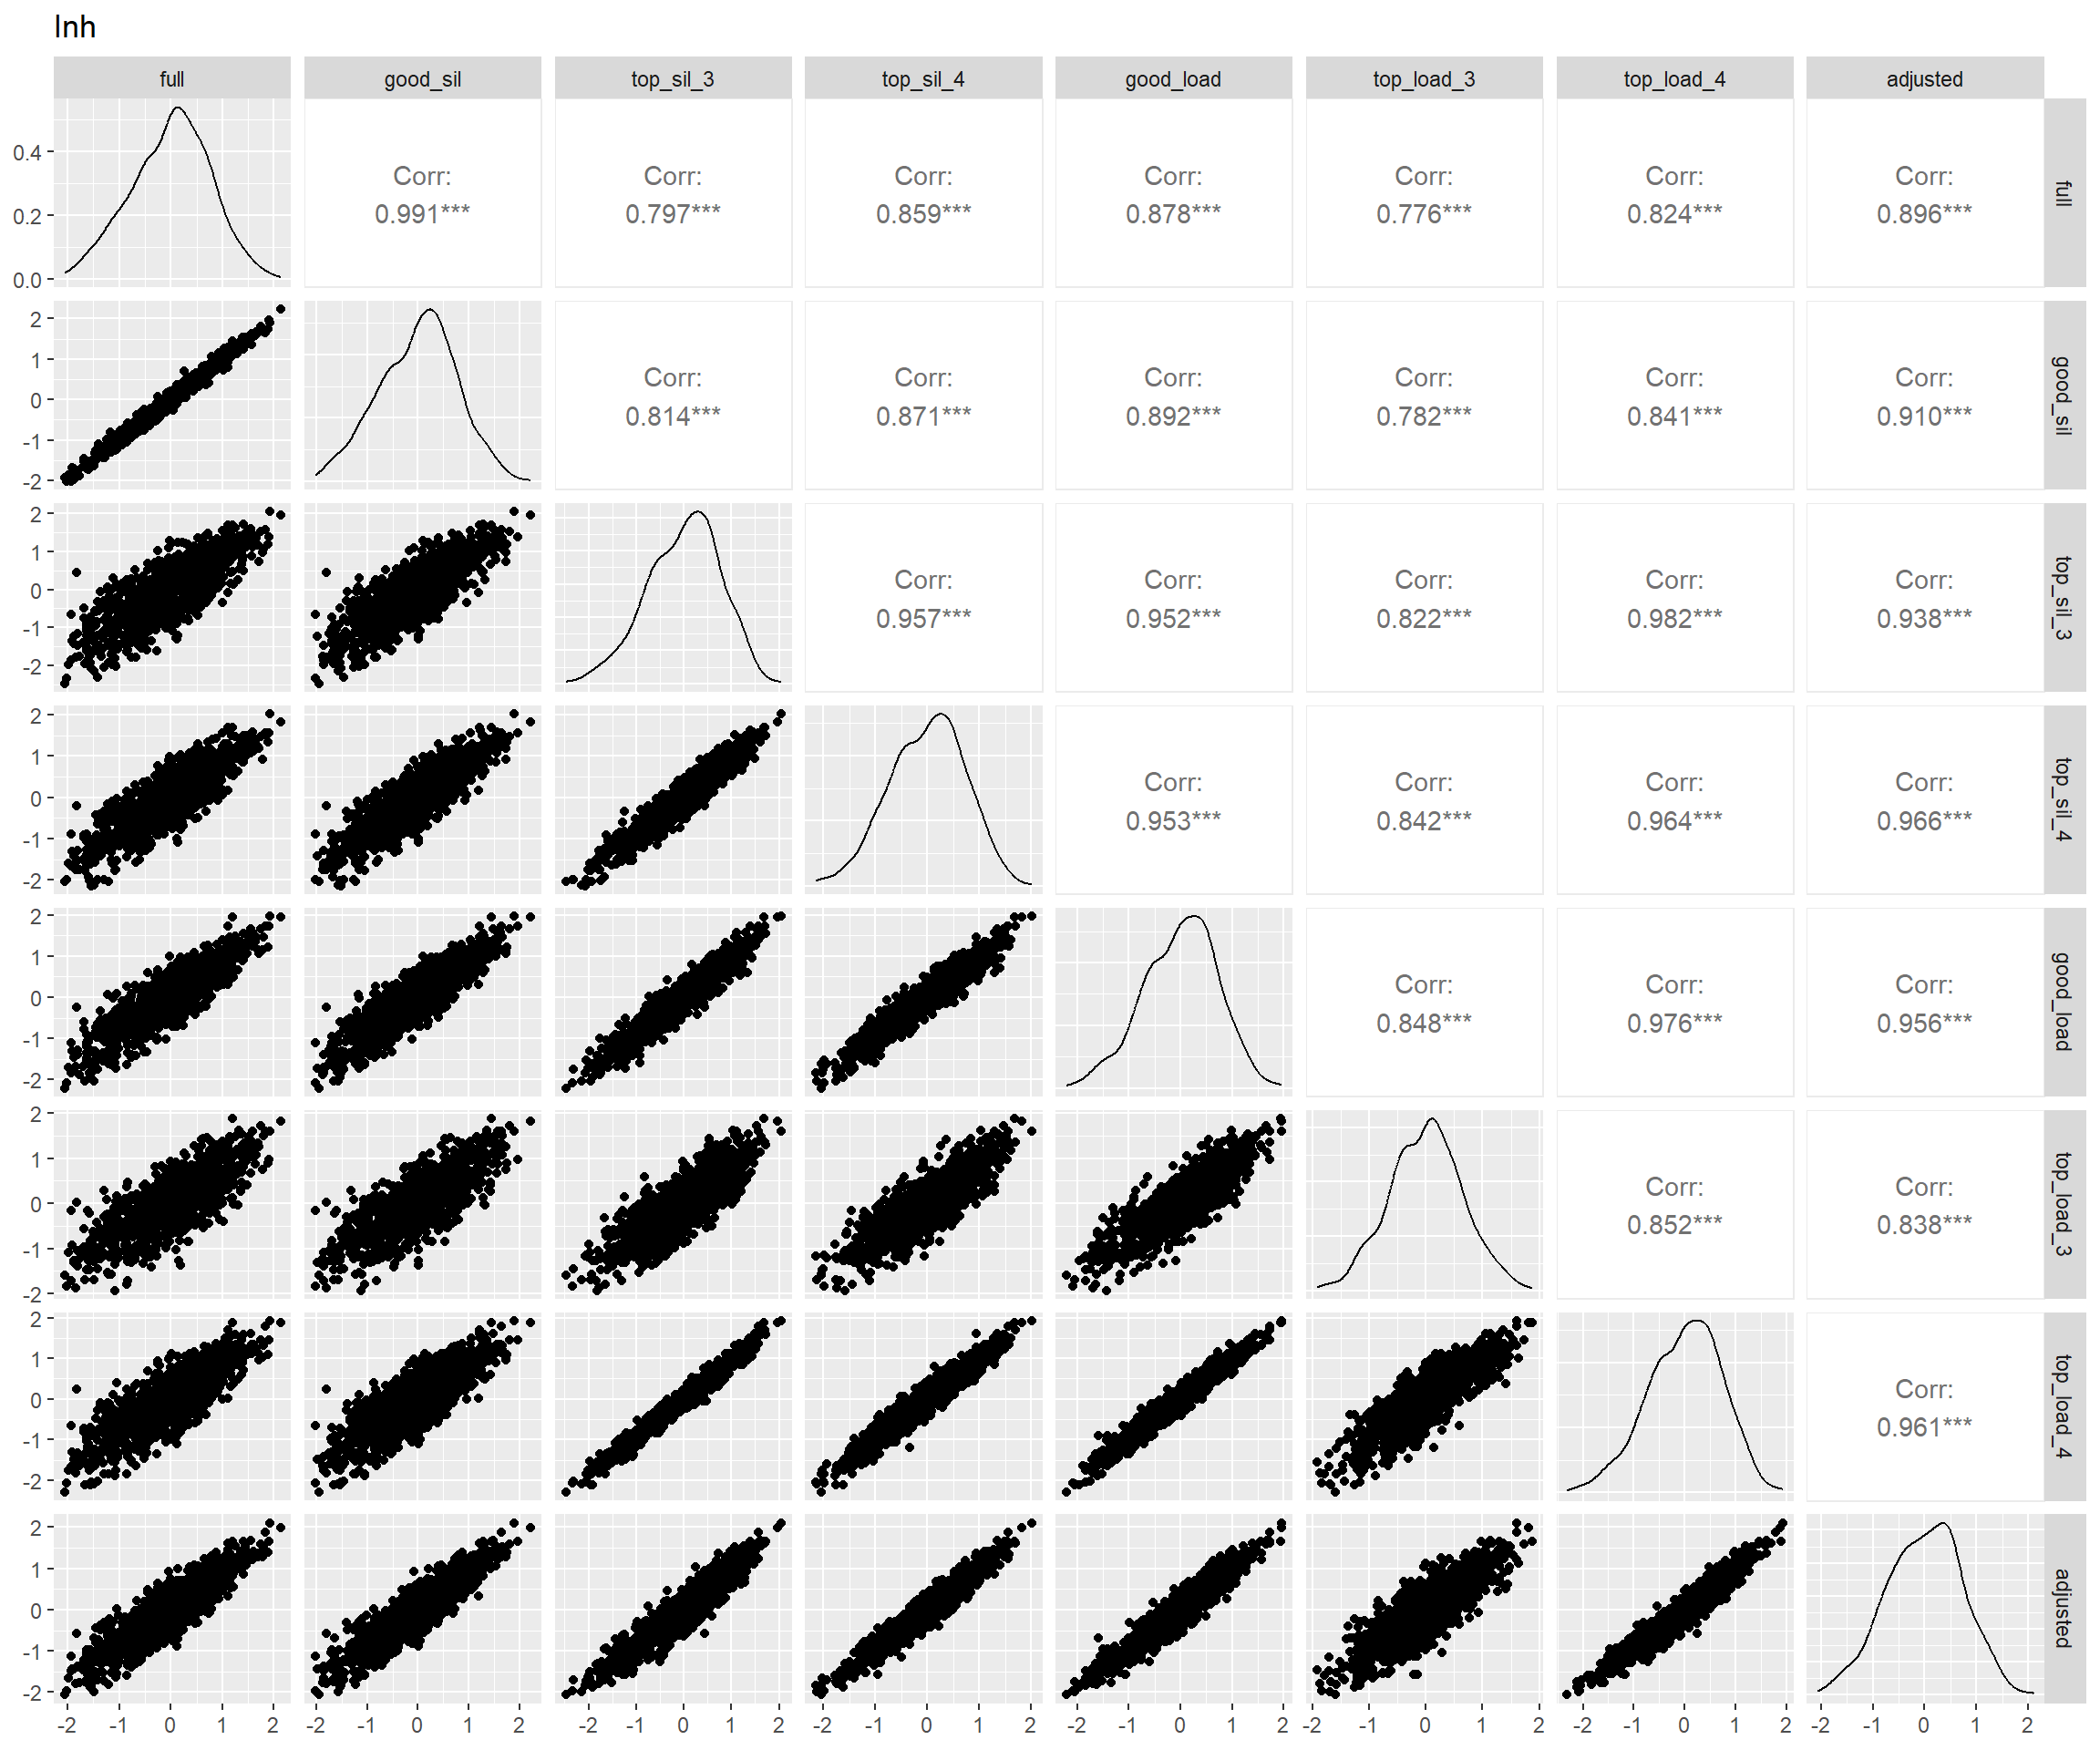 Inh
full good_sil top_sil_3 top_sil_4 good_load top_load_3 top_load_4 adjusted
0.4
0.2
0.0
Corr: Corr: Corr: Corr: Corr: Corr: Corr:
0.991*** 0.797*** 0.859*** 0.878*** 0.776*** 0.824*** 0.896***
full
2
1
0
-1
-2
Corr: Corr: Corr: Corr: Corr: Corr:
0.814*** 0.871*** 0.892*** 0.782*** 0.841*** 0.910***
good_sil
2
1
0
-1
-2
Corr: Corr: Corr: Corr: Corr:
0.957*** 0.952*** 0.822*** 0.982*** 0.938***
top_sil_3
2
1
0
-1
-2
Corr: Corr: Corr: Corr:
0.953*** 0.842*** 0.964*** 0.966***
top_sil_4
2
1
0
-1
-2
Corr: Corr: Corr:
0.848*** 0.976*** 0.956***
good_load
2
1
0
-1
-2
Corr: Corr:
0.852*** 0.838***
top_load_3
2
1
0
-1
-2
Corr:
0.961***
top_load_4
2
1
0
-1
-2
adjusted
-2 -1 0 1 2 -2 -1 0 1 2 -2 -1 0 1 2 -2 -1 0 1 2 -2 -1 0 1 2 -2 -1 0 1 2 -2 -1 0 1 2 -2 -1 0 1 2